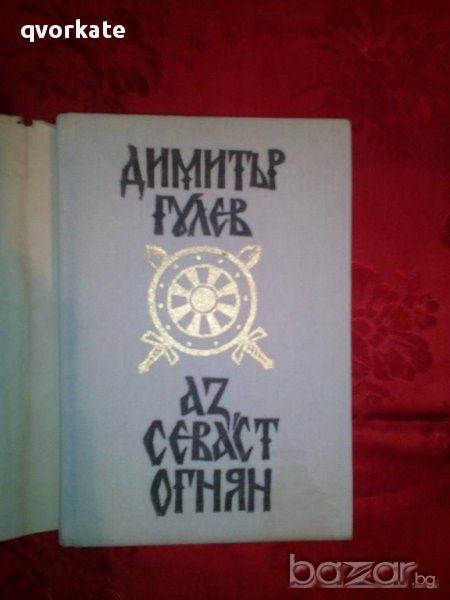 qvorkate
ДИМИТЪР
ГУЛЕВ
АЗ,
СЕВАСТ
ОГНЯН
bazar.bg